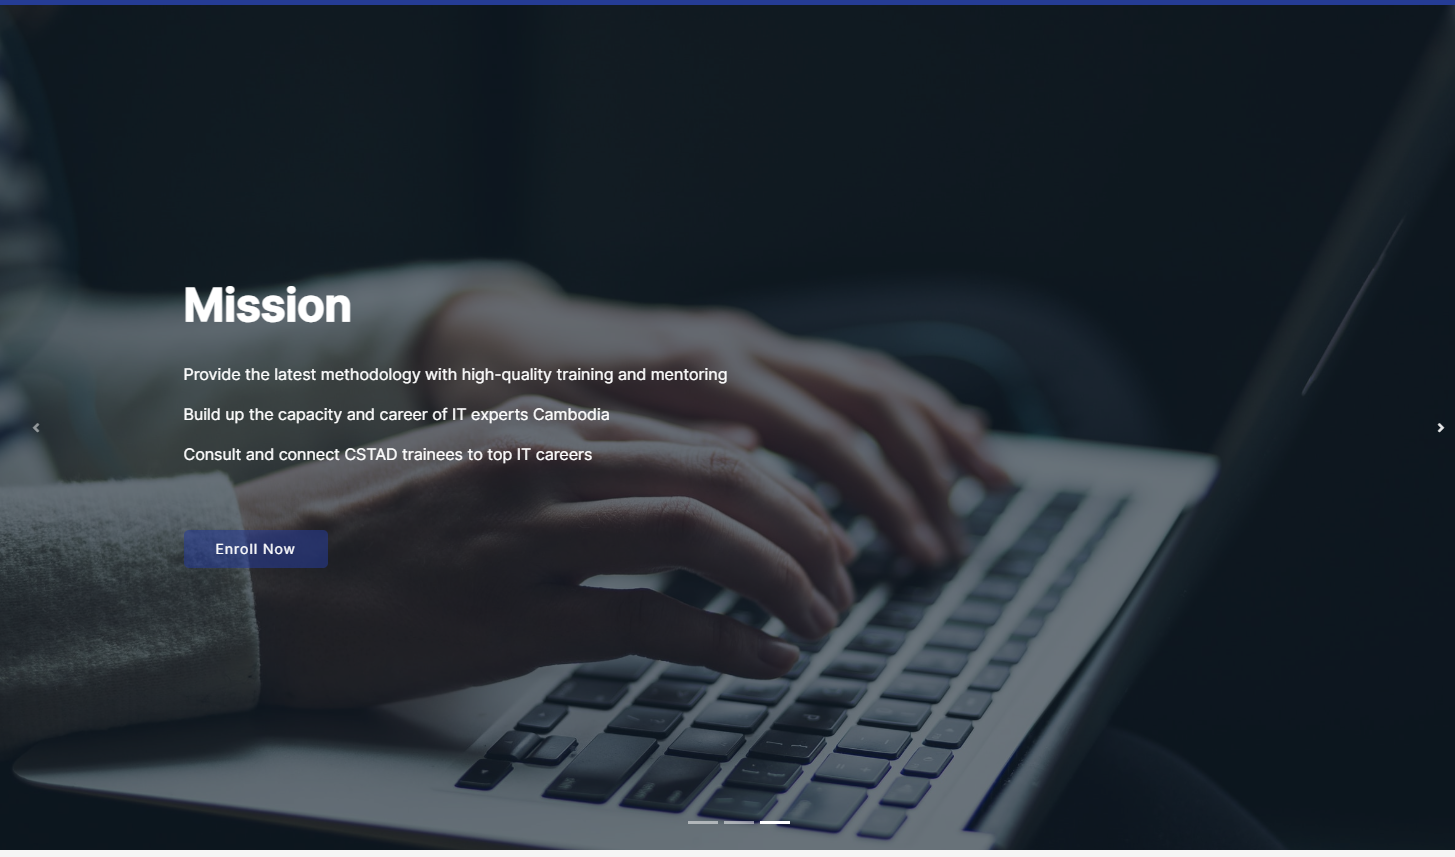 Mission
Provide the latest methodology with high-quality training and mentoring
Build up the capacity and career of IT experts Cambodia
Consult and connect CSTAD trainees to top IT careers
Enroll Now